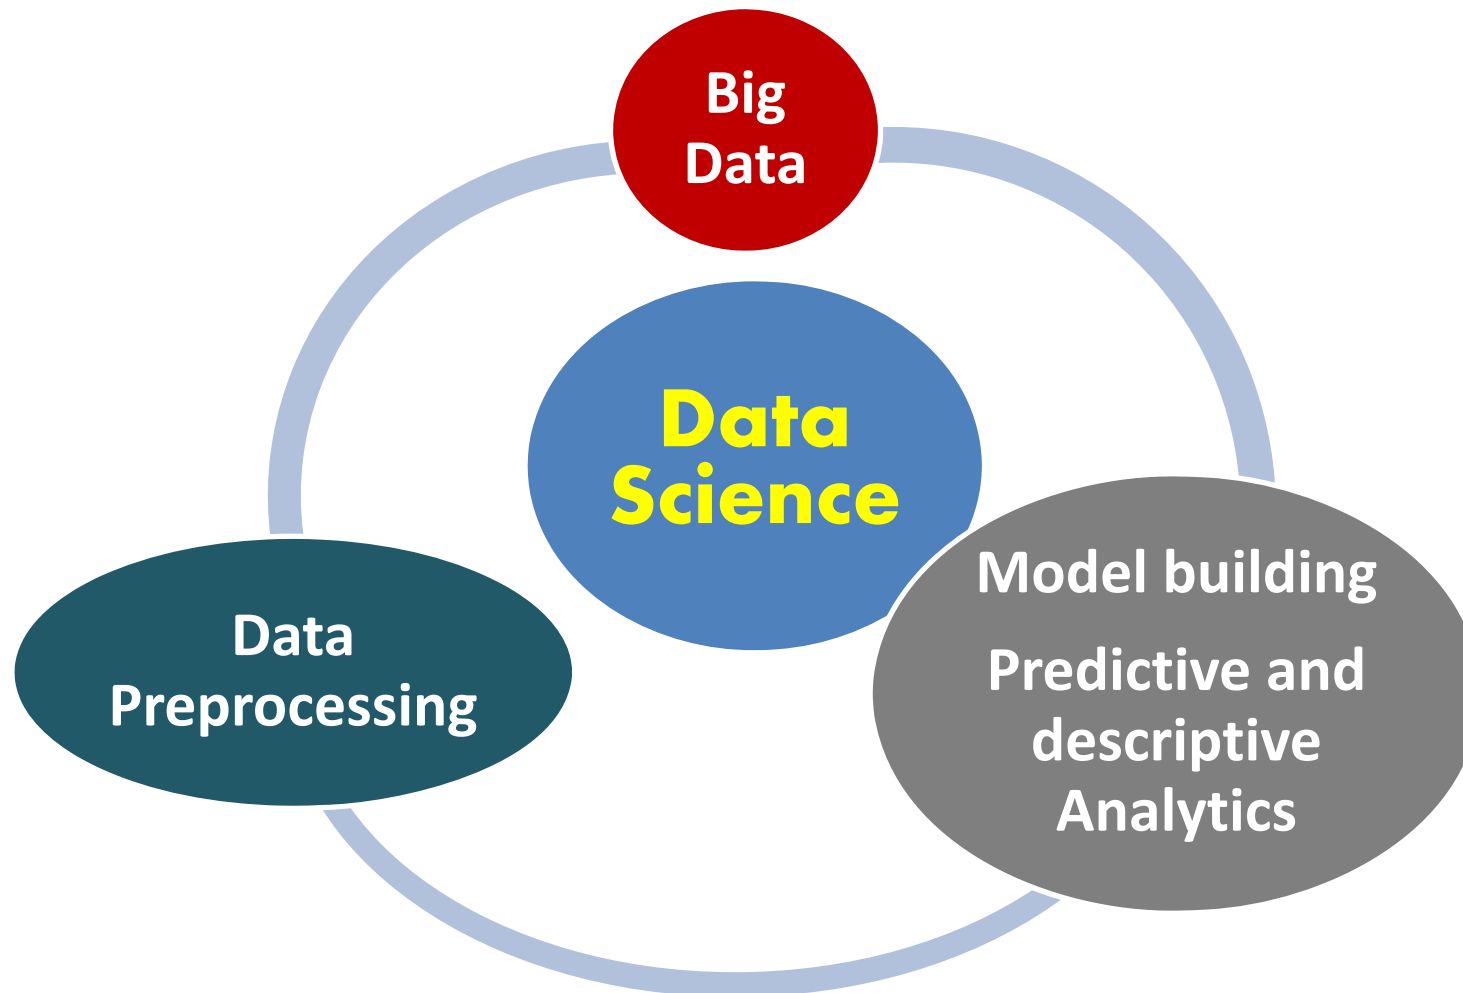 Big
Data
Data
Science
Data
Preprocessing
Model building
Predictive and
descriptive
Analytics